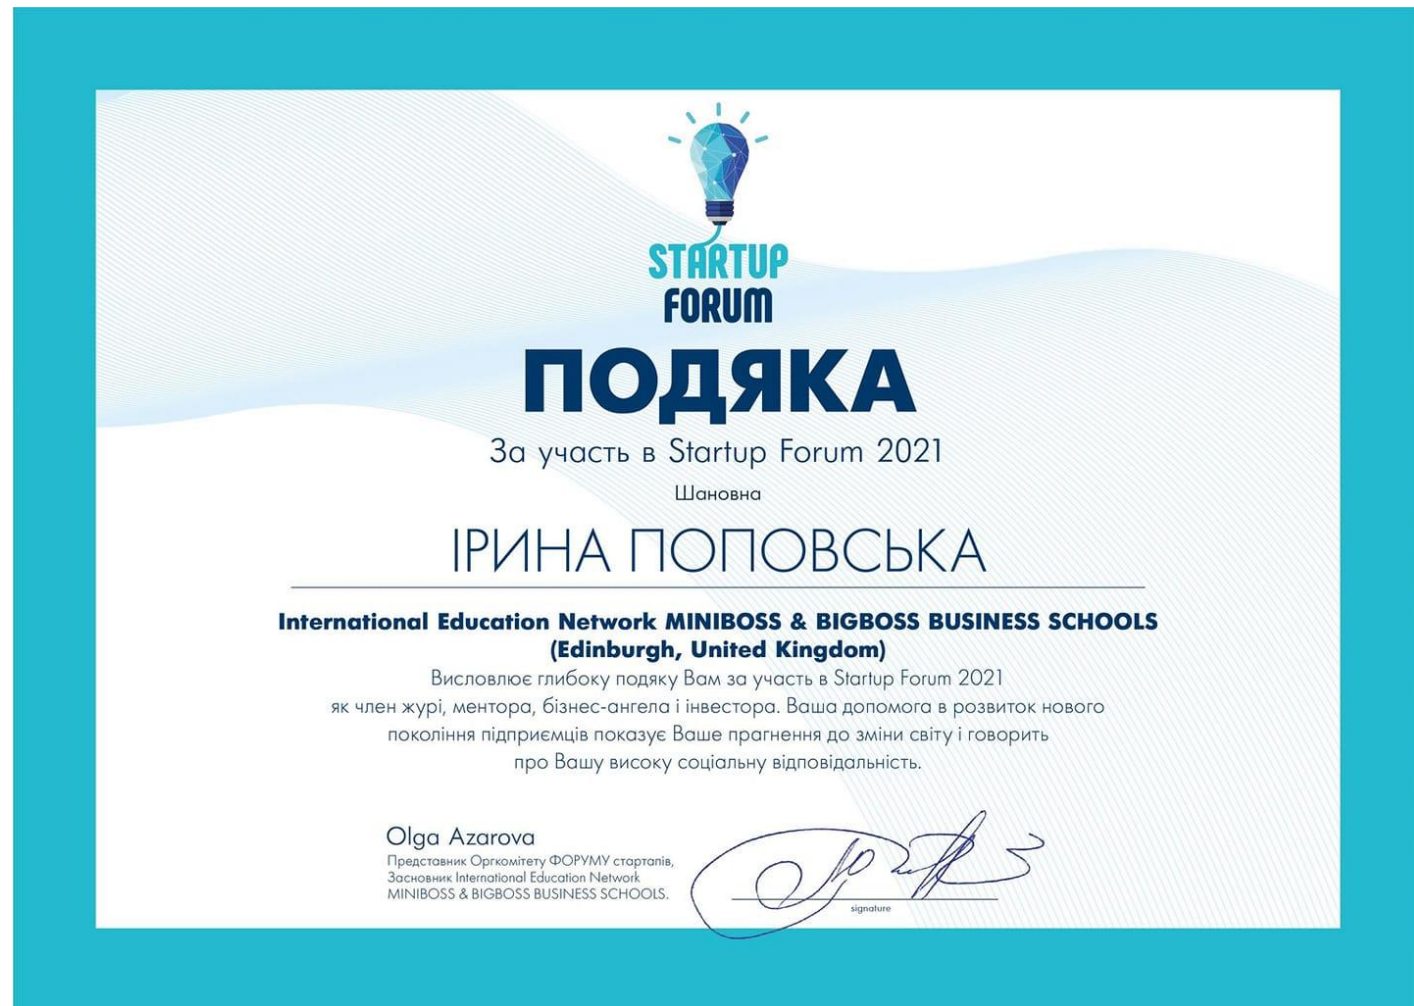 STARTUP
FORUM
ПОДЯКА
За участь в Startup Forum 2021
Шановна
ІРИНА ПОПОВСЬКА
International Education Network MINIBOSS & BIGBOSS BUSINESS SCHOOLS
(Edinburgh, United Kingdom)
Висловлює глибоку подяку Вам за участь в Startup Forum 2021
як член журі, ментора, бізнес-ангела і інвестора. Ваша допомога в розвиток нового
покоління підприємців показує Ваше прагнення до зміни світу і говорить
про Вашу високу соціальну відповідальність.
Olga Azarova
Представник Оргкомітету ФОРУМУ стартапів,
Засновник International Education Network
MINIBOSS & BIGBOSS BUSINESS SCHOOLS.
signature